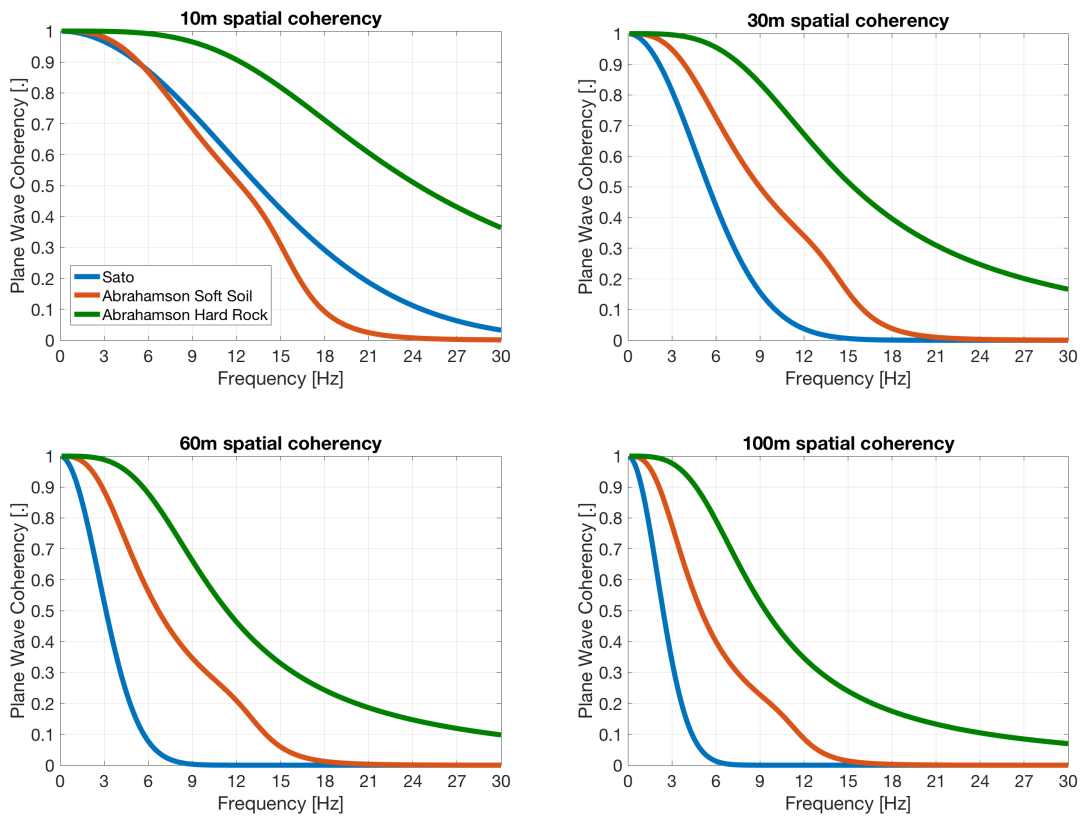 10m spatial coherency
Plane Wave Coherency [.]
1
0.9
0.8
0.7
0.6
0.5
0.4
0.3
0.2
0.1
0
Sato
Abrahamson Soft Soil
Abrahamson Hard Rock
0 3 6 9 12 15 18 21 24 27 30
Frequency [Hz]
30m spatial coherency
Plane Wave Coherency [.]
1
0.9
0.8
0.7
0.6
0.5
0.4
0.3
0.2
0.1
0
0 3 6 9 12 15 18 21 24 27 30
Frequency [Hz]
60m spatial coherency
Plane Wave Coherency [.]
1
0.9
0.8
0.7
0.6
0.5
0.4
0.3
0.2
0.1
0
0 3 6 9 12 15 18 21 24 27 30
Frequency [Hz]
100m spatial coherency
Plane Wave Coherency [.]
1
0.9
0.8
0.7
0.6
0.5
0.4
0.3
0.2
0.1
0
0 3 6 9 12 15 18 21 24 27 30
Frequency [Hz]